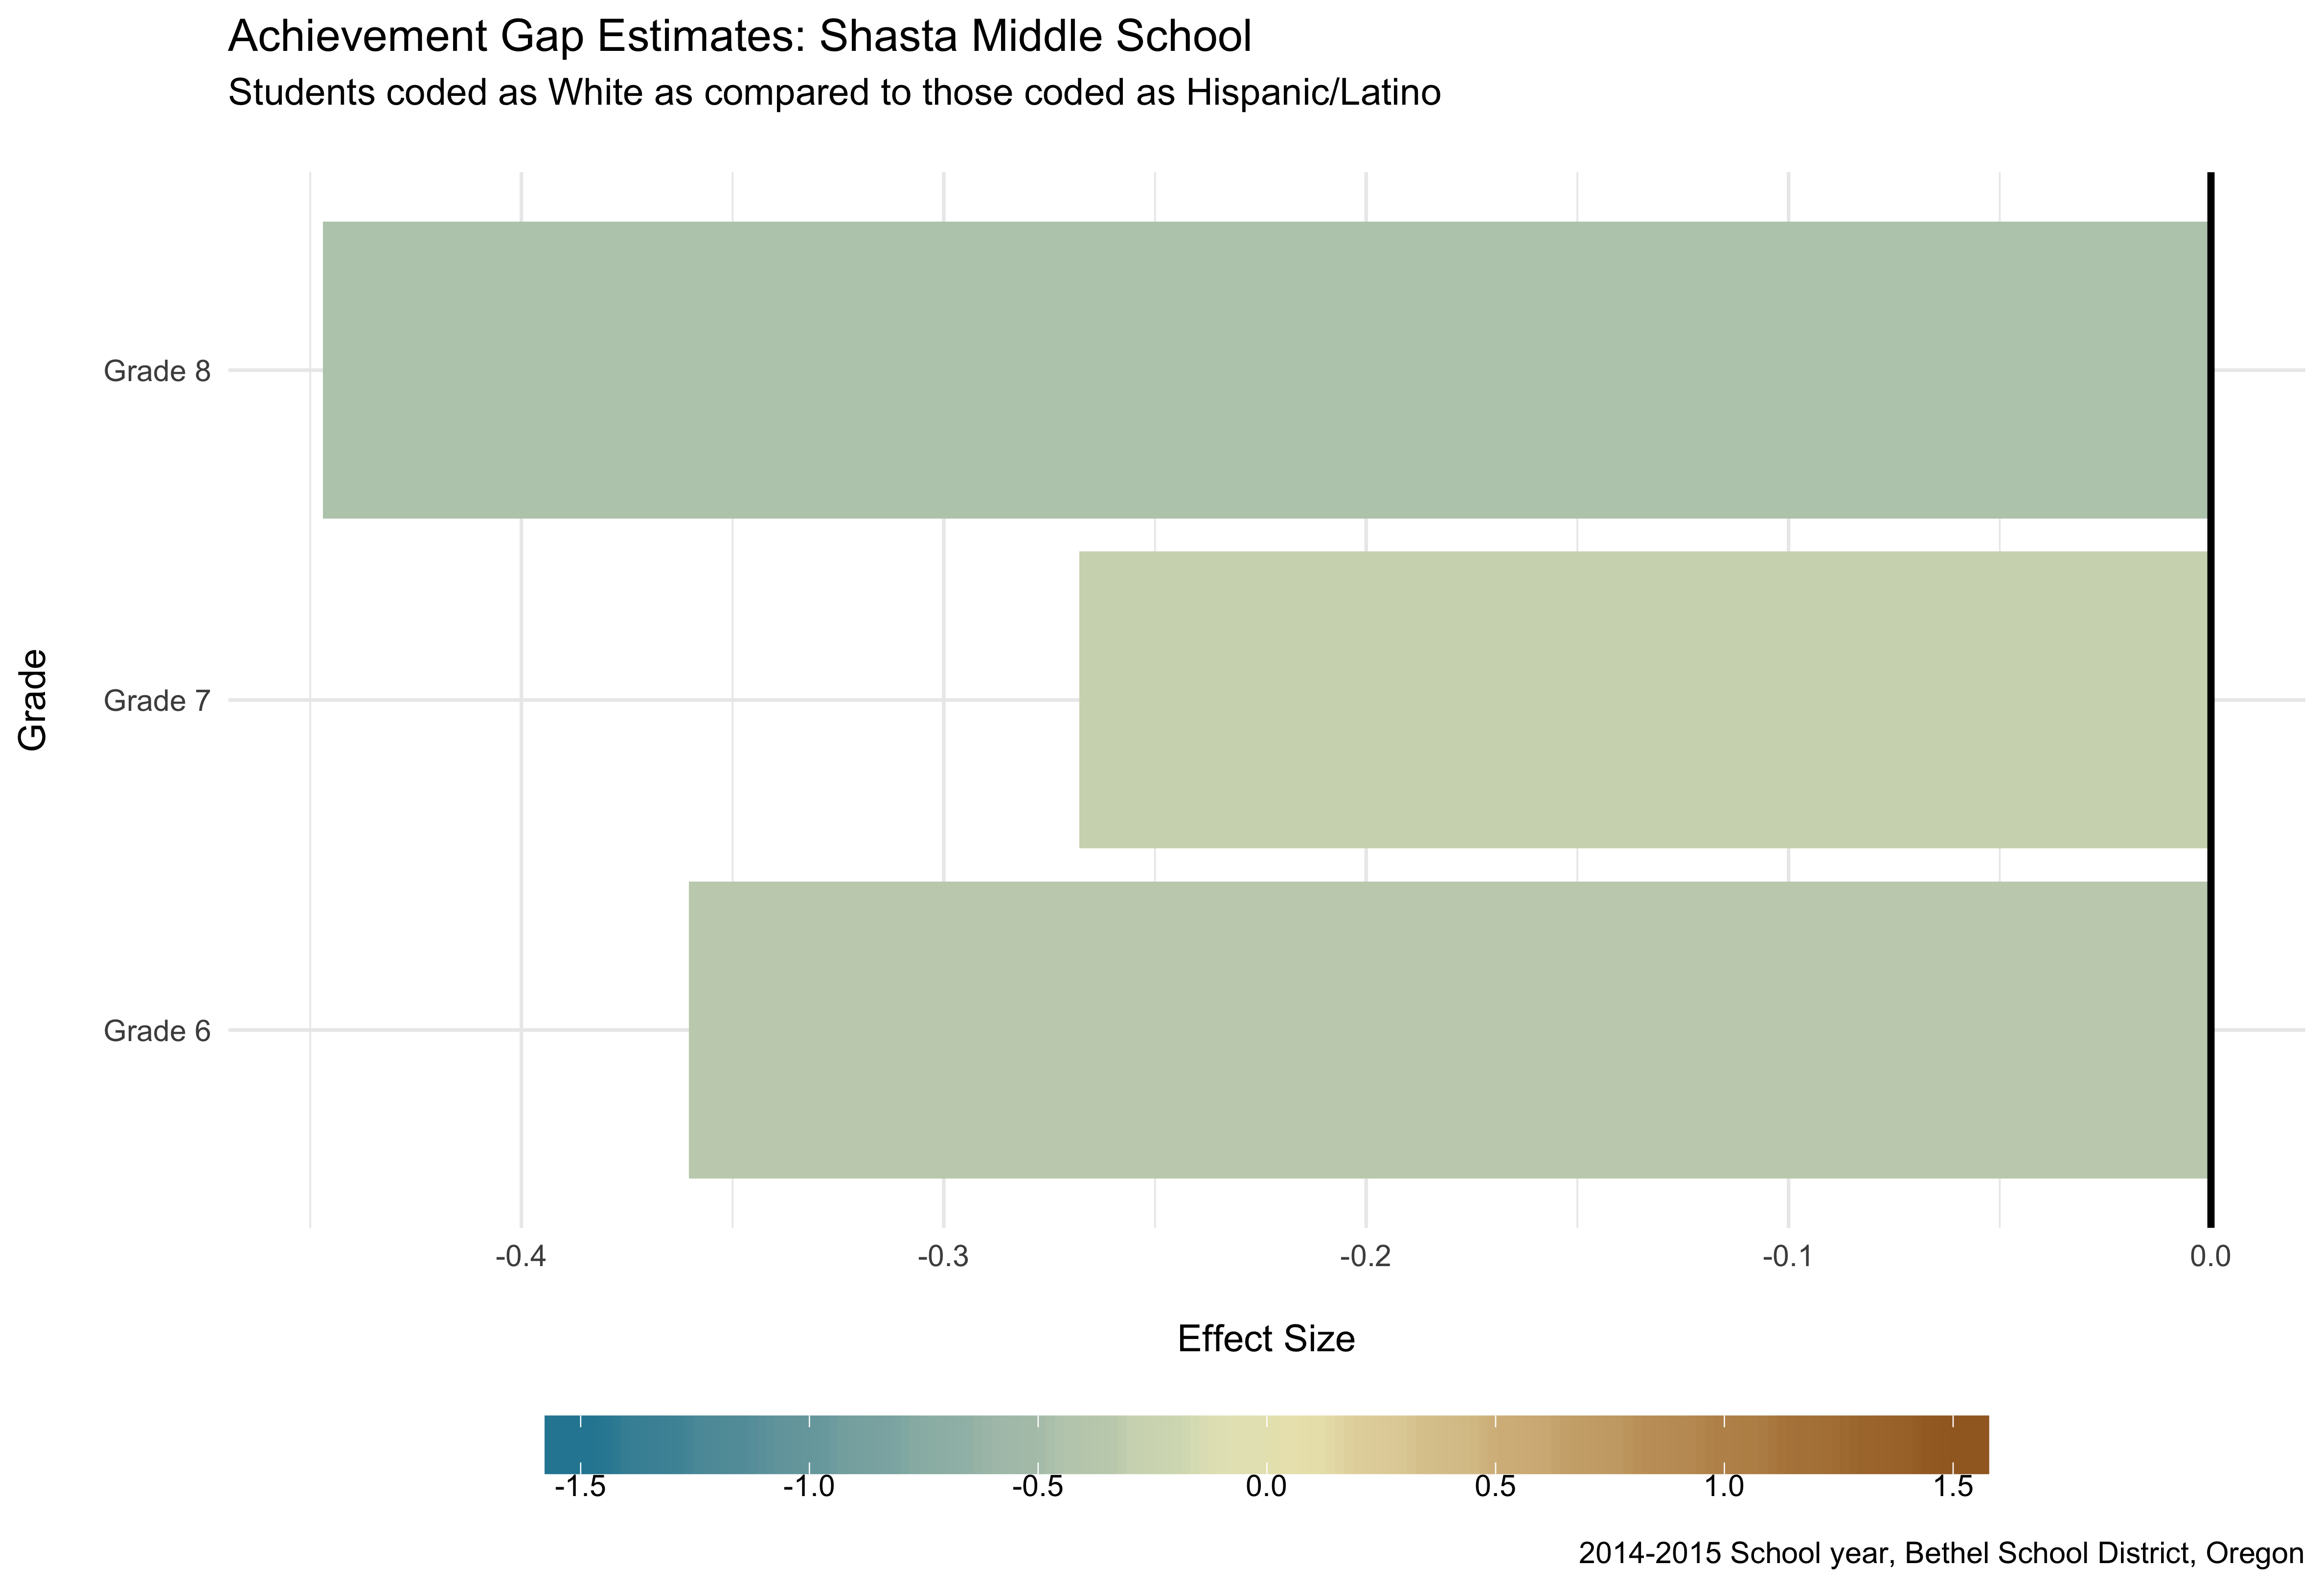 Achievement Gap Estimates: Shasta Middle School
Students coded as White as compared to those coded as Hispanic/Latino
Grade 8
Grade 7
Grade 6
Grade
-0.4 -0.3 -0.2 -0.1 0.0
Effect Size
-1.5 -1.0 -0.5 0.0 0.5 1.0 1.5
2014-2015 School year, Bethel School District, Oregon